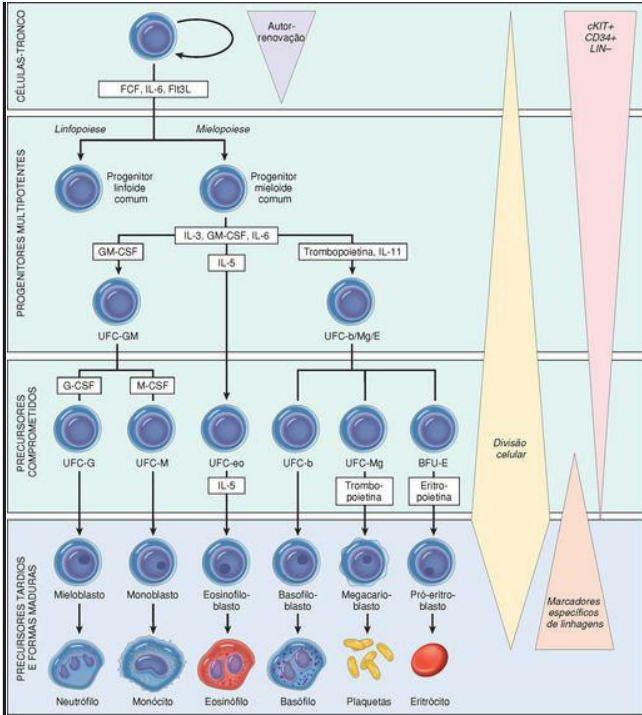 CÉLULAS-TRONCO
Autor-
renovação
cKIT+
CD34+
LIN–
FCF, IL-6, Flt3L
PROGENITORES MULTIPOTENTES
Linfopoiese
Mielopoiese
Progenitor
linfoide
comum
Progenitor
mieloide
comum
IL-3, GM-CSF, IL-6
GM-CSF
IL-5
Trombopoietina, IL-11
UFC-GM
UFC-b/Mg/E
PRECURSORES
COMPROMETIDOS
G-CSF
M-CSF
UFC-G
UFC-M
UFC-eo
UFC-b
UFC-Mg
BFU-E
IL-5
Trombo-
poietina
Eritro-
poietina
Divisão
celular
PRECURSORES TARDIOS
E FORMAS MADURAS
Mieloblasto
Monoblasto
Eosinofilo-
blasto
Basofilo-
blasto
Megacario-
blasto
Pró-eritro-
blasto
Marcadores
específicos
de linhagens
Neutrófilo
Monócito
Eosinófilo
Basófilo
Plaquetas
Eritrócito